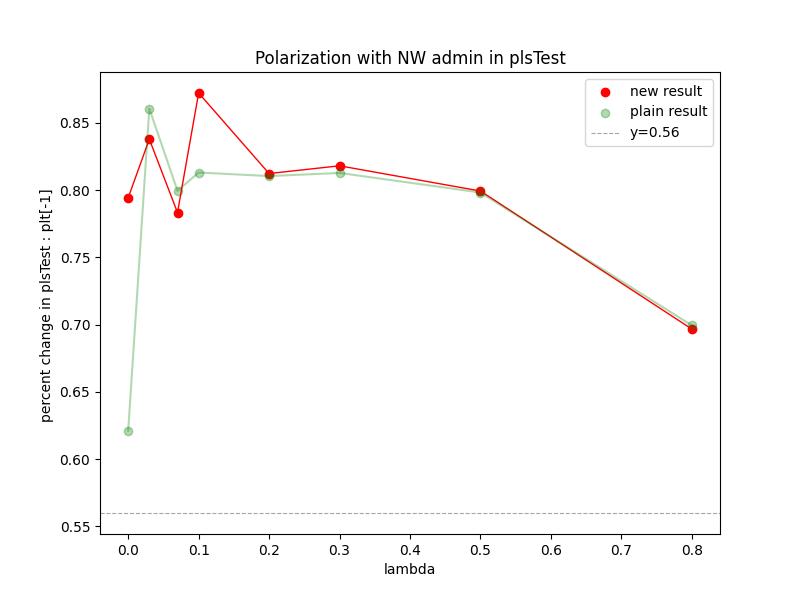 Polarization with NW admin in plsTest
new result
plain result
y=0.56
percent change in plsTest : plt[-1]
0.85
0.80
0.75
0.70
0.65
0.60
0.55
0.0 0.1 0.2 0.3 0.4 0.5 0.6 0.7 0.8
lambda